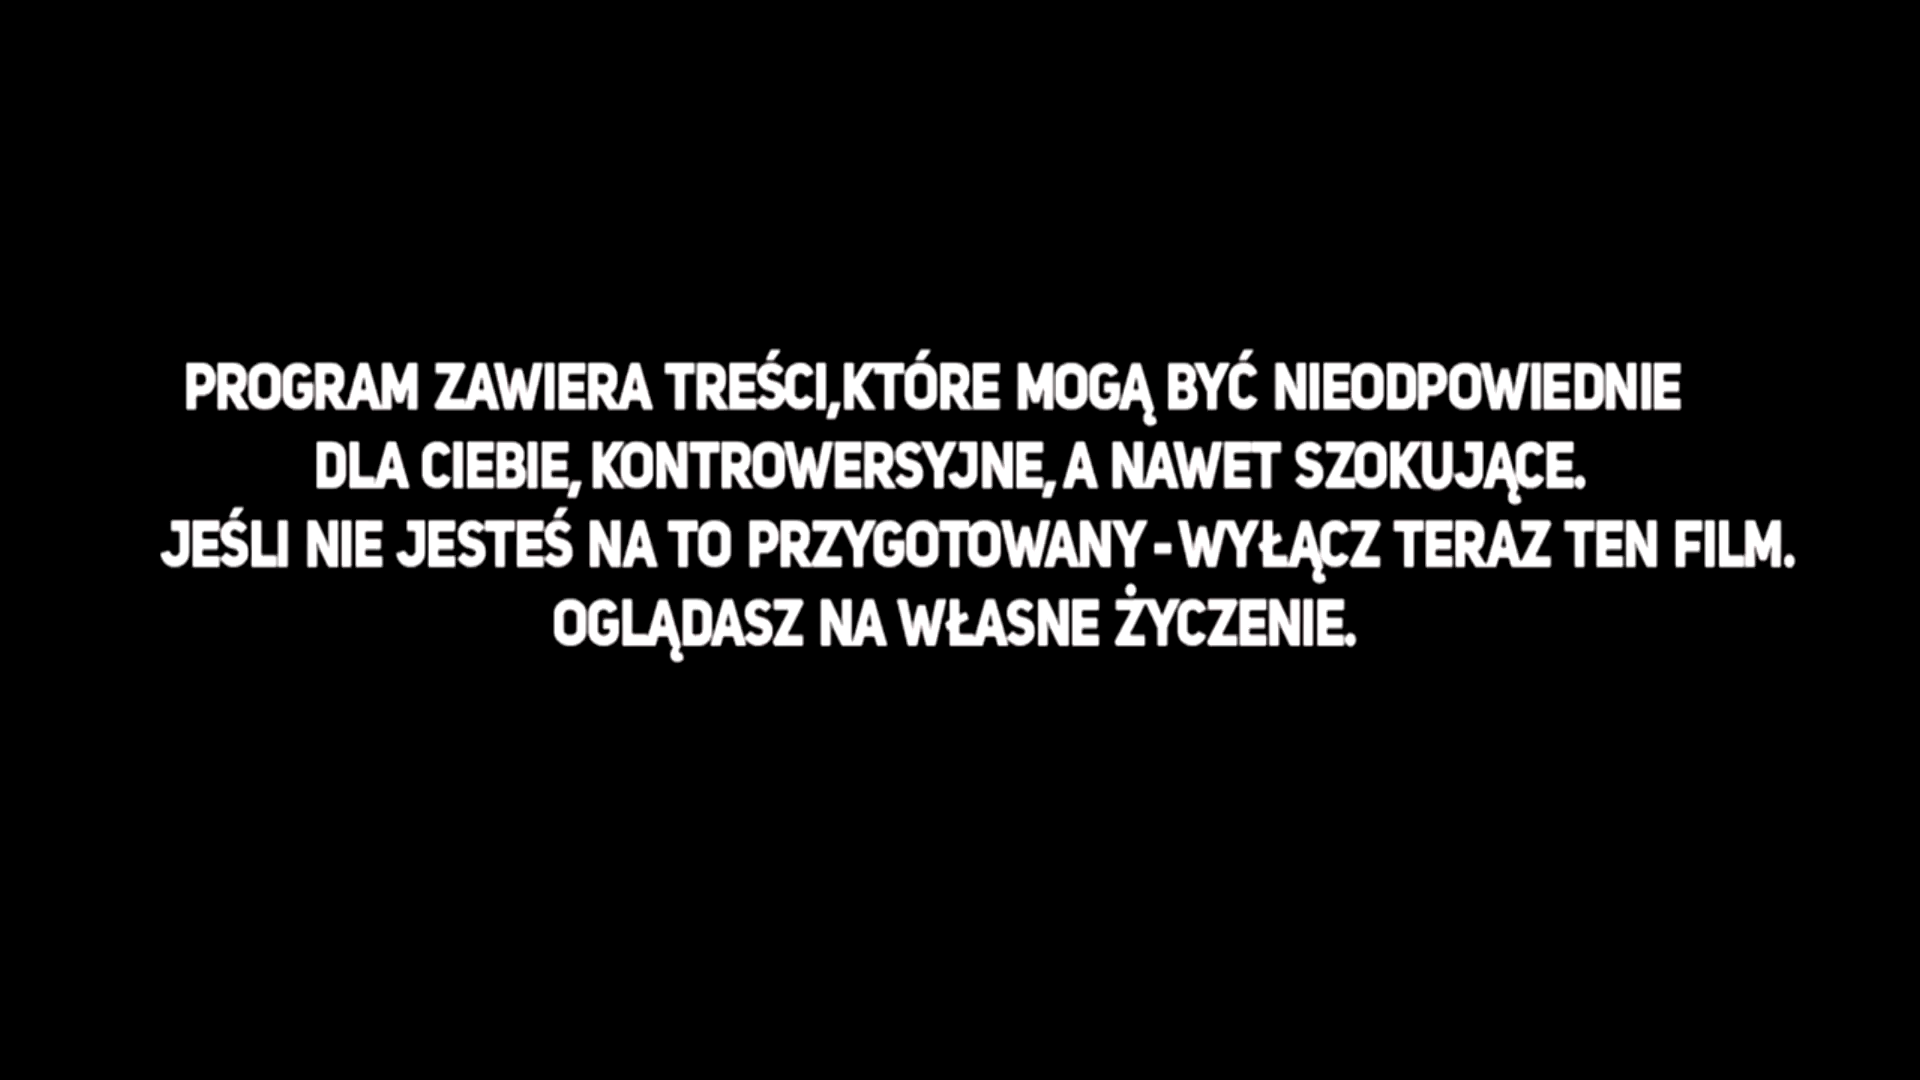 PROGRAM ZAWIERA TREŚCI,KTÓRE MOGĄ BYĆ NIEODPOWIEDNIE
DLA CIEBIE, KONTROWERSYJNE, A NAWET SZOKUJĄCE.
JEŚLI NIE JESTEŚ NA TO PRZYGOTOWANY - WYŁĄCZ TERAZ TEN FILM.
OGLĄDASZ NA WŁASNE ŻYCZENIE.